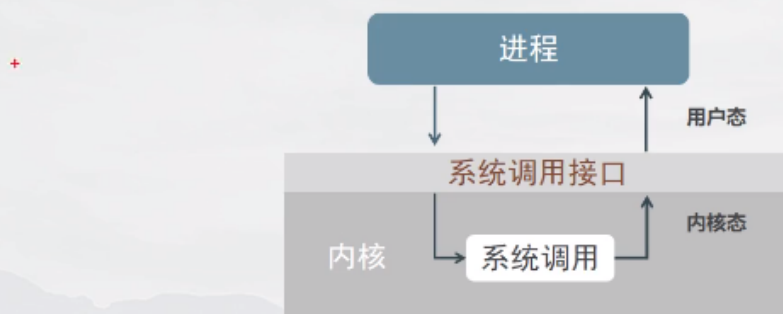 进程
用户态
系统调用接口
内核态
内核
系统调用